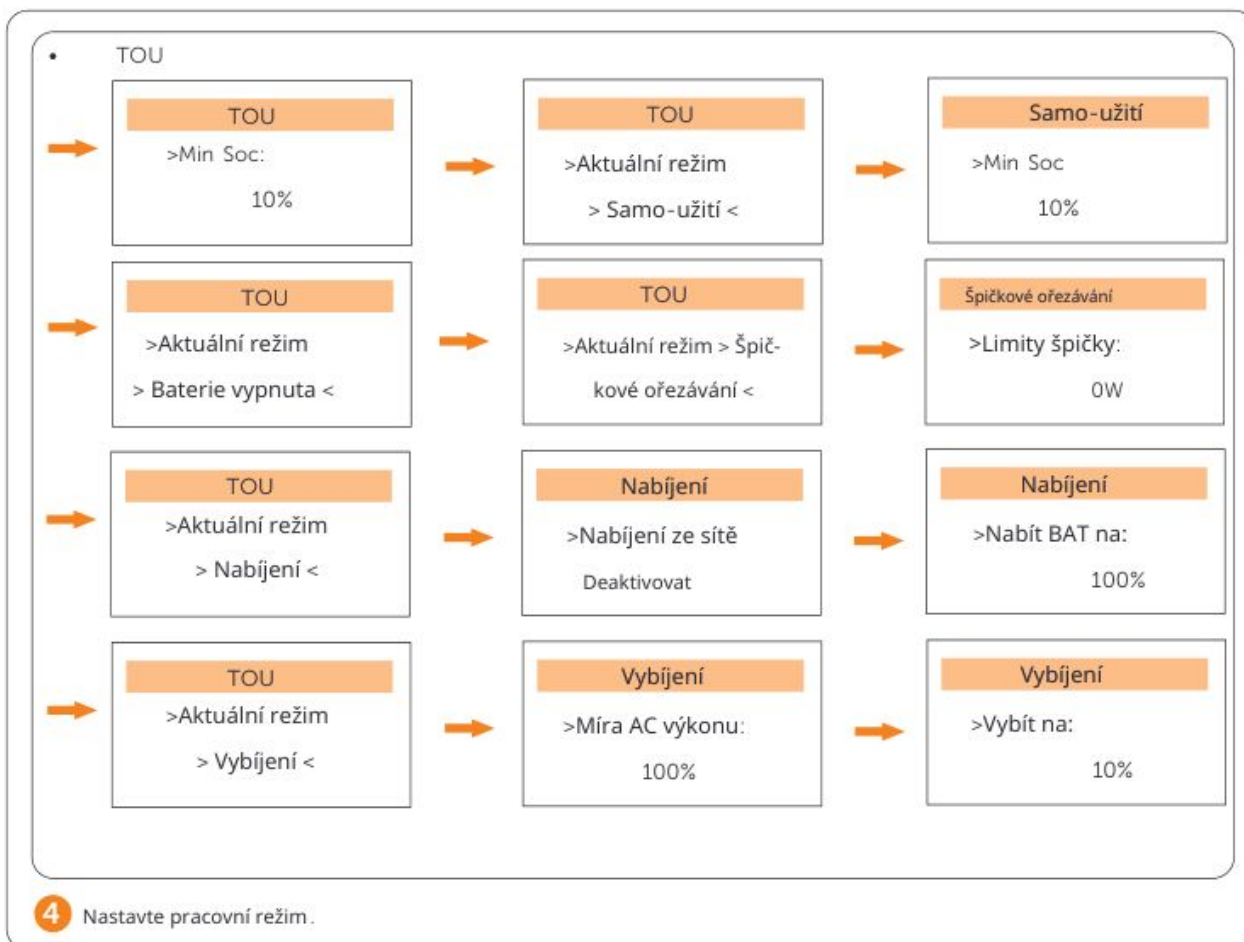 • TOU
TOU
>Min Soc:
10%
TOU
>Aktuální režim
> Samo-užití <
Samo-užití
>Min Soc
10%
TOU
>Aktuální režim
> Baterie vypnuta <
TOU
>Aktuální režim > Špič-
kové ořezávání <
Špičkové ořezávání
>Limity špičky:
0W
TOU
>Aktuální režim
> Nabíjení <
Nabíjení
>Nabíjení ze sítě
Deaktivovat
Nabíjení
>Nabít BAT na:
100%
TOU
>Aktuální režim
> Vybíjení <
Vybíjení
>Míra AC výkonu:
100%
Vybíjení
>Vybít na:
10%
4 Nastavte pracovní režim.